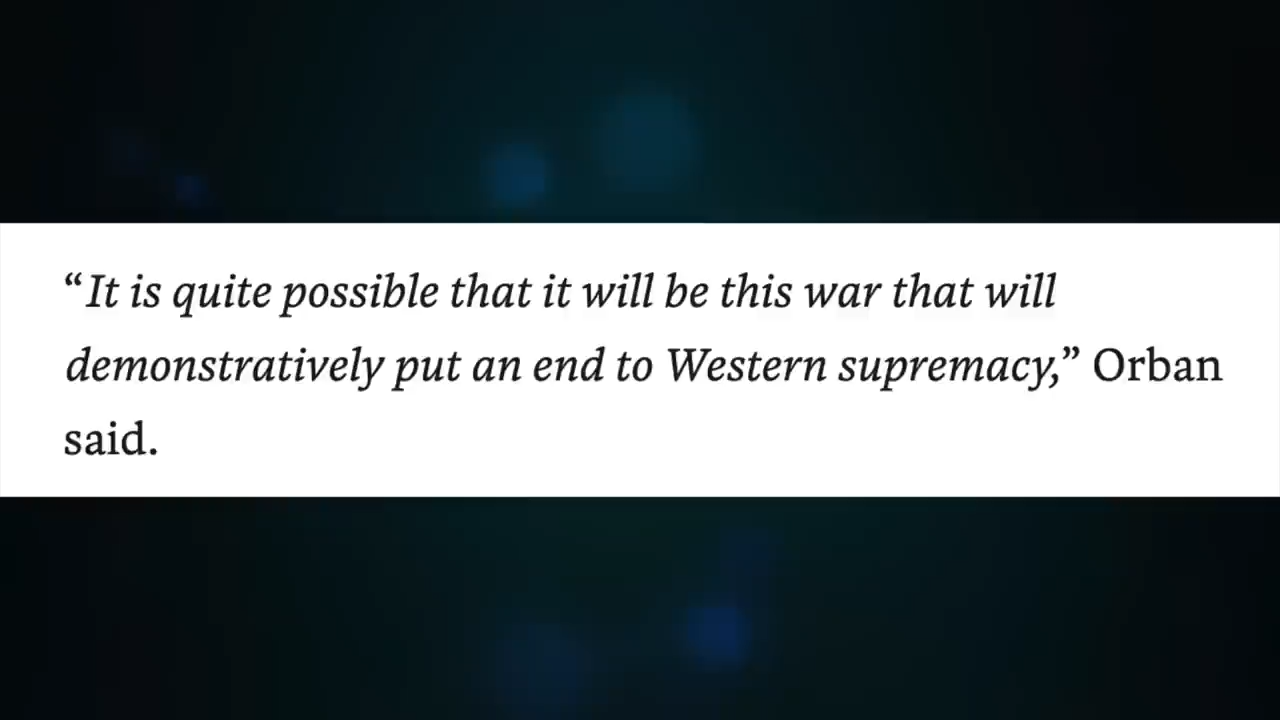 “It is quite possible that it will be this war that will
demonstratively put an end to Western supremacy,” Orban
said.